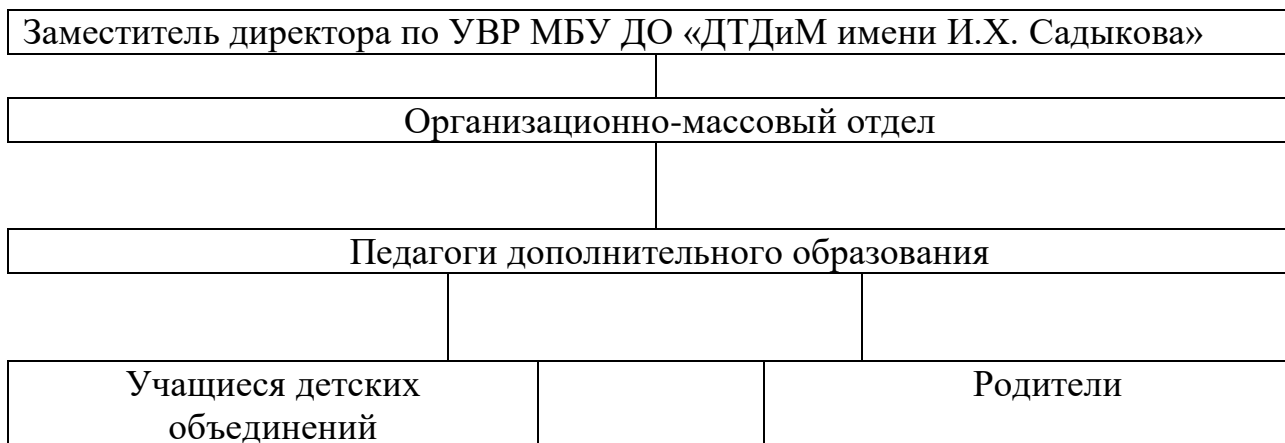 Заместитель директора по УВР МБУ ДО «ДТДиМ имени И.Х. Садыкова»
Организационно-массовый отдел
Педагоги дополнительного образования
Учащиеся детских
объединений
Родители